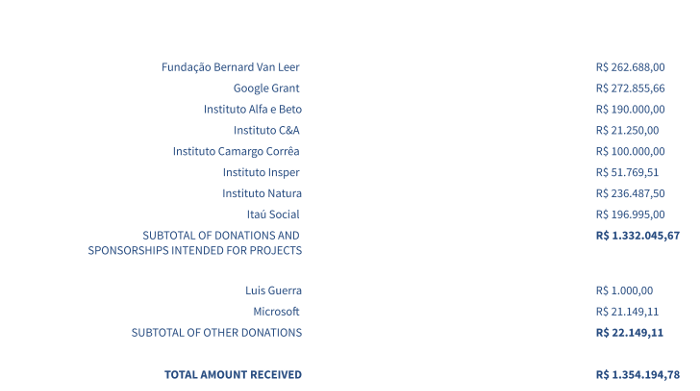 Fundação Bernard Van Leer R$ 262.688,00
Google Grant R$ 272.855,66
Instituto Alfa e Beto R$ 190.000,00
Instituto C&A R$ 21.250,00
Instituto Camargo Corrêa R$ 100.000,00
Instituto Insper R$ 51.769,51
Instituto Natura R$ 236.487,50
Itaú Social R$ 196.995,00
SUBTOTAL OF DONATIONS AND R$ 1.332.045,67
SPONSORSHIPS INTENDED FOR PROJECTS
Luis Guerra R$ 1.000,00
Microsoft R$ 21.149,11
SUBTOTAL OF OTHER DONATIONS R$ 22.149,11
TOTAL AMOUNT RECEIVED R$ 1.354.194,78